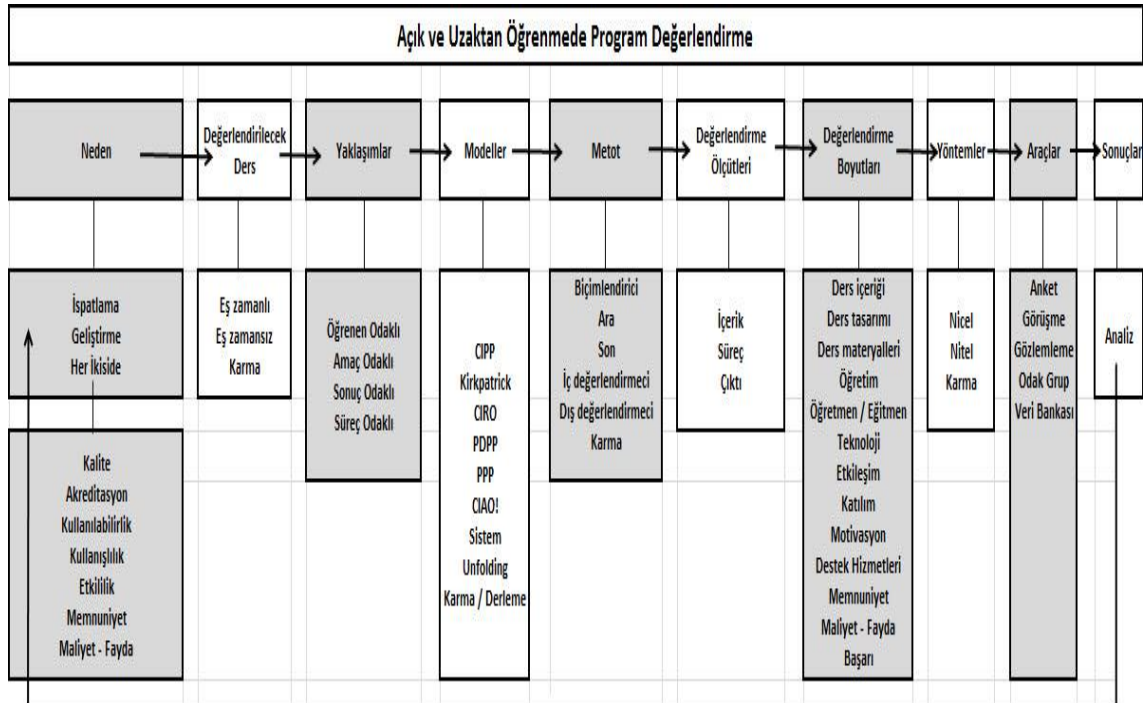 Açık ve Uzaktan Öğrenmede Program Değerlendirme
Neden
Değerlendirilecek
Ders
Yaklaşımlar
Modeller
Metot
Değerlendirme
Ölçütleri
Değerlendirme
Boyutları
Yöntemler
Araçlar
Sonuçlar
İspatlama
Geliştirme
Her İkiside
Kalite
Akreditasyon
Kullanılabilirlik
Kullanışlılık
Etkililik
Memnuniyet
Maliyet - Fayda
Eş zamanlı
Eş zamansız
Karma
Öğrenen Odaklı
Amaç Odaklı
Sonuç Odaklı
Süreç Odaklı
CIPP
Kirkpatrick
CIRO
PDPP
PPP
CIAO!
Sistem
Unfolding
Karma / Derleme
Biçimlendirici
Ara
Son
İç değerlendirmeci
Dış değerlendirmeci
Karma
İçerik
Süreç
Çıktı
Ders içeriği
Ders tasarımı
Ders materyalleri
Öğretim
Öğretmen / Eğitmen
Teknoloji
Etkileşim
Katılım
Motivasyon
Destek Hizmetleri
Memnuniyet
Maliyet - Fayda
Başarı
Nicel
Nitel
Karma
Anket
Görüşme
Gözlemleme
Odak Grup
Veri Bankası
Analiz